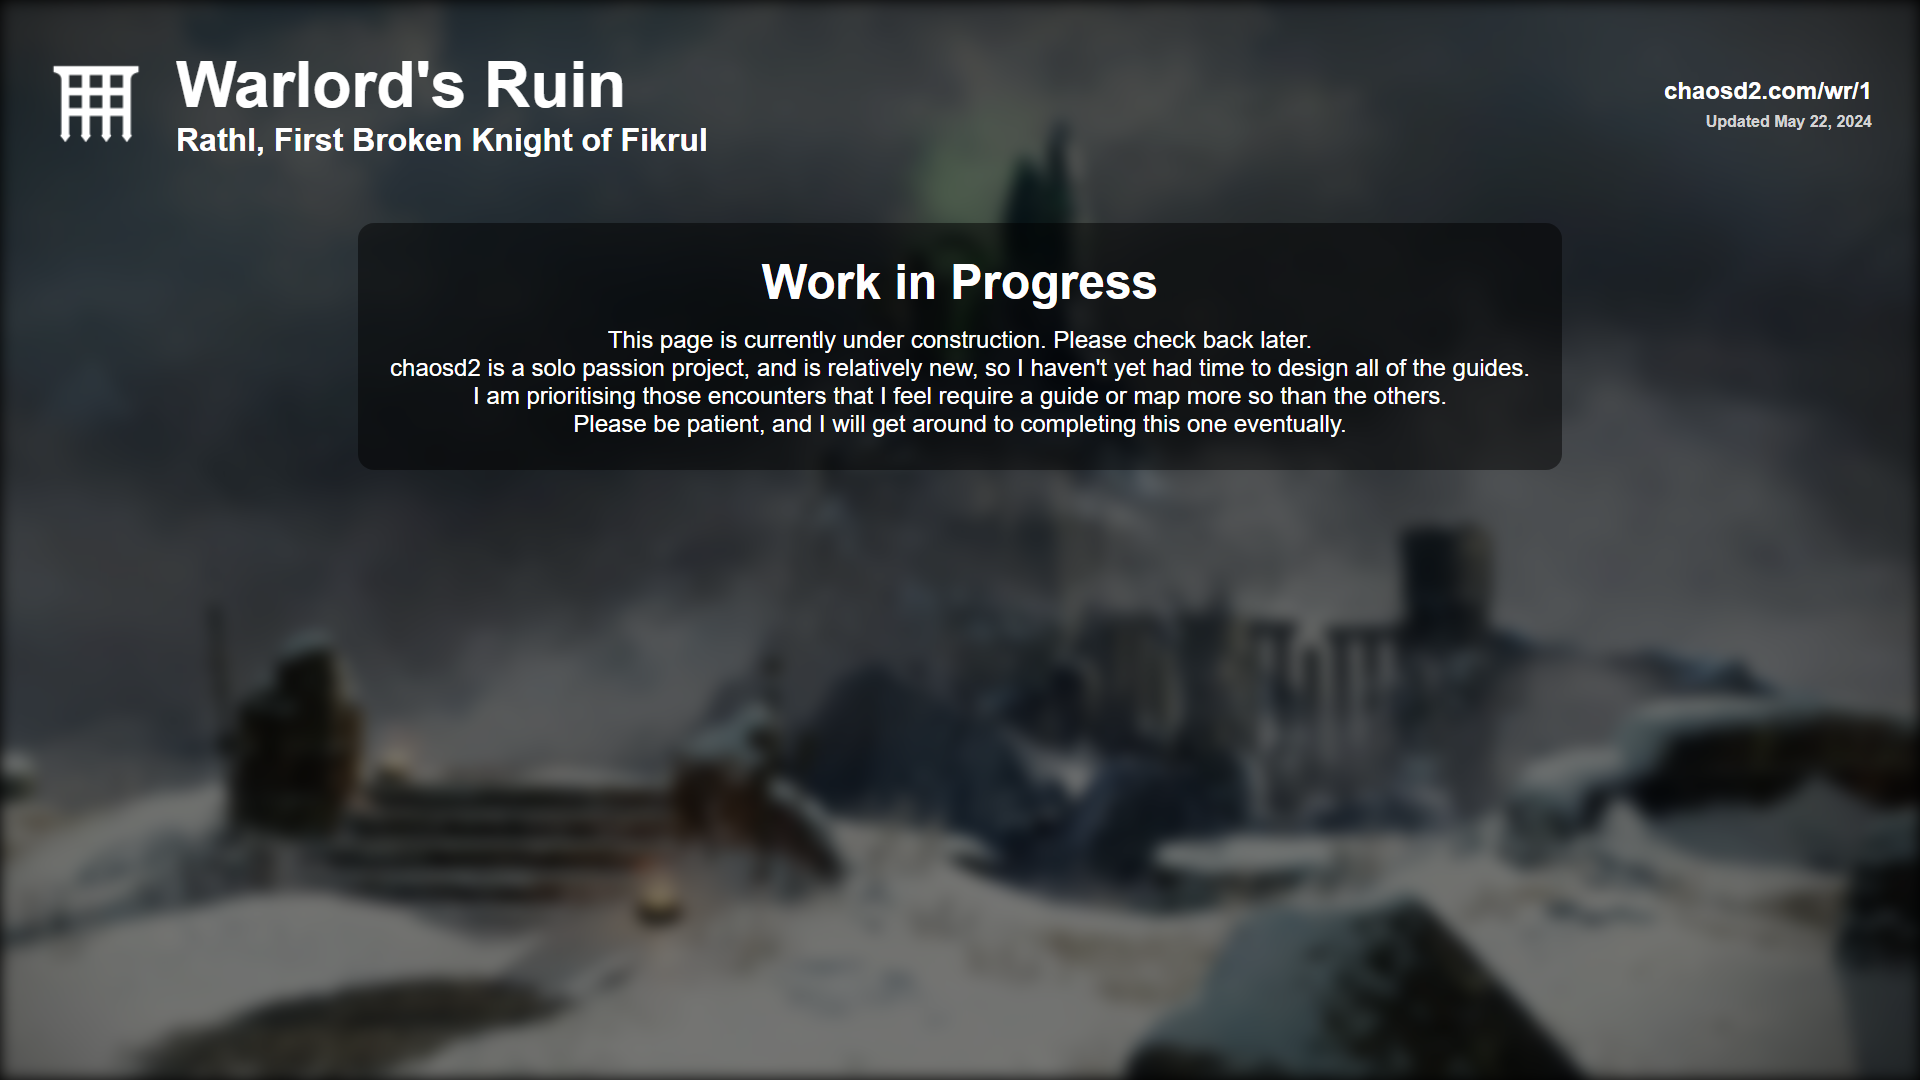 Warlord's Ruin
Rathl, First Broken Knight of Fikrul
chaosd2.com/wr/1
Updated May 22, 2024
Work in Progress
This page is currently under construction. Please check back later.
chaosd2 is a solo passion project, and is relatively new, so I haven't yet had time to design all of the guides.
I am prioritising those encounters that I feel require a guide or map more so than the others.
Please be patient, and I will get around to completing this one eventually.